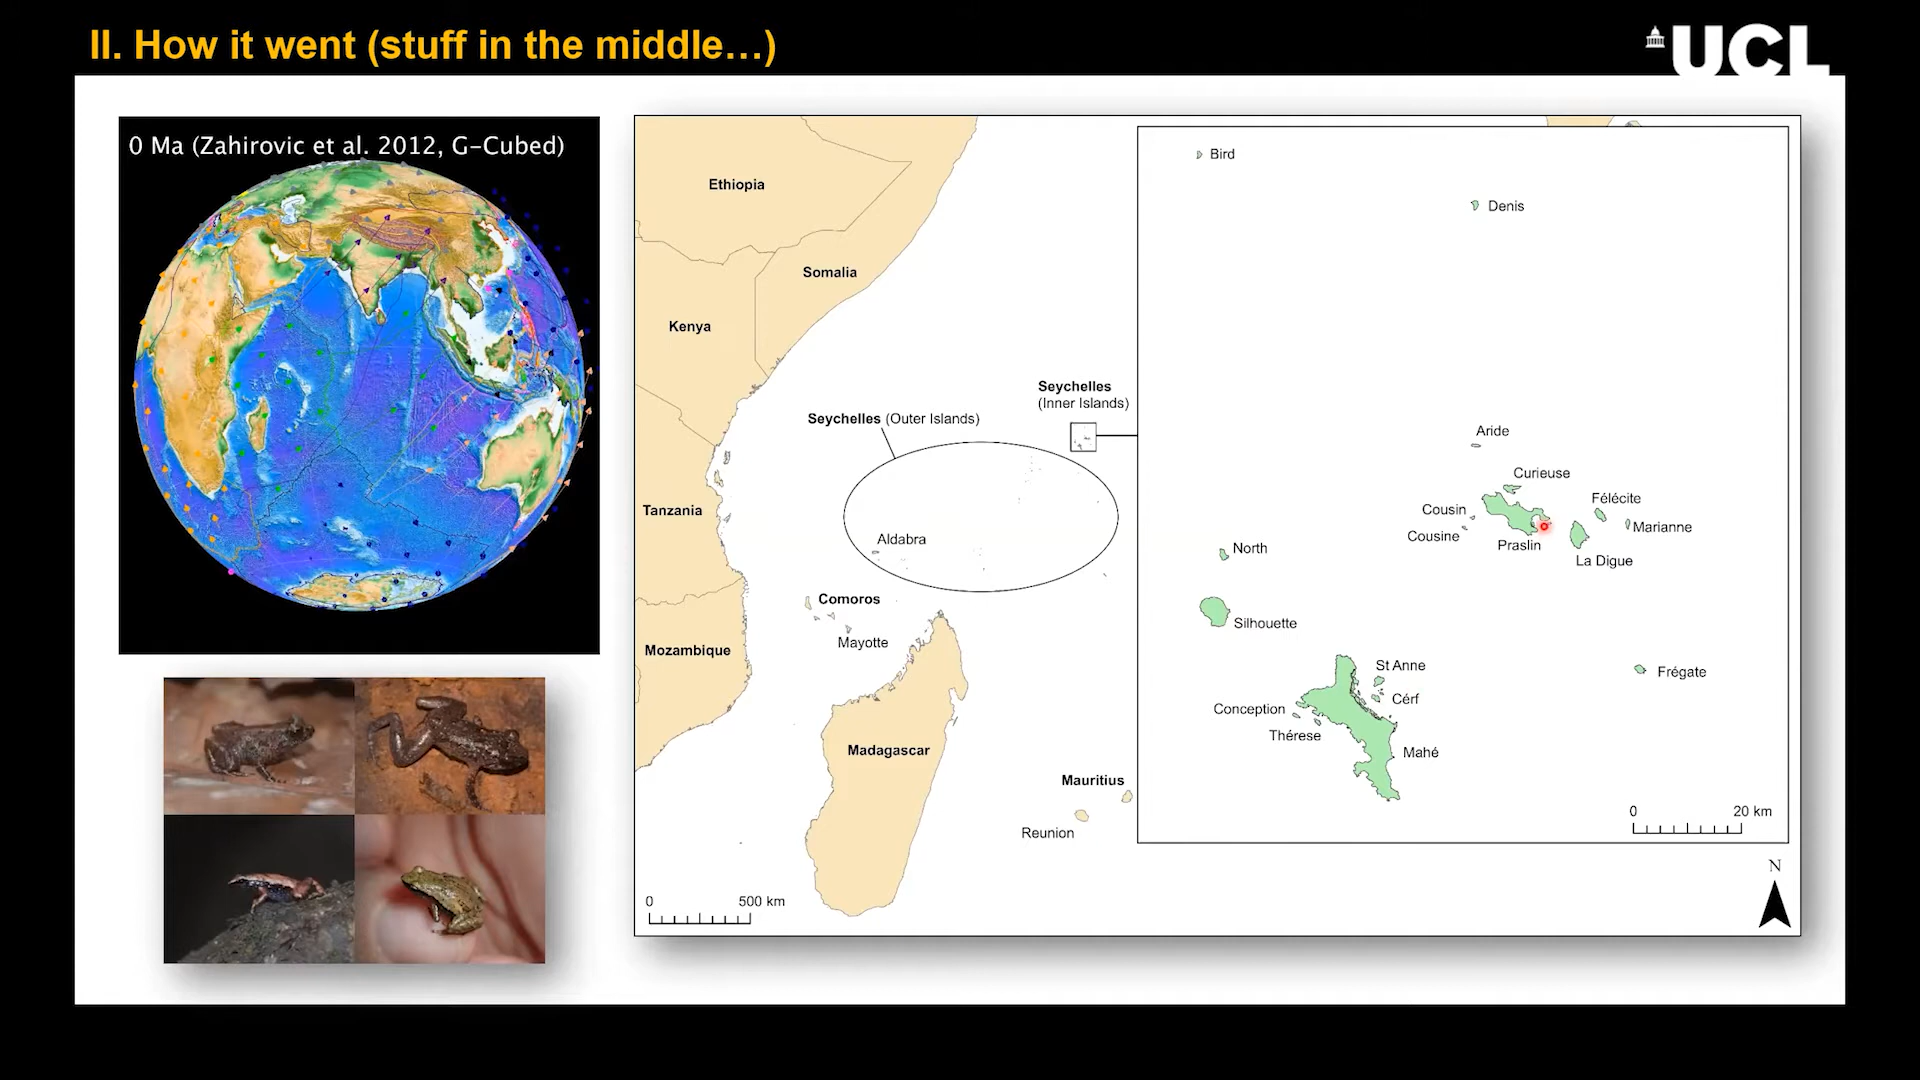 II. How it went (stuff in the middle…)
UCL
0 Ma (Zahirovic et al. 2012, G-Cubed)
Ethiopia
Somalia
Kenya
Seychelles
(Inner Islands)
Seychelles (Outer Islands)
Tanzania
Aldabra
Comoros
Mayotte
Mozambique
Madagascar
Mauritius
Reunion
0 500 km
Bird
Denis
Aride
Curieuse
Félécite
Cousin
Marianne
Cousine
Praslin
La Digue
North
Silhouette
St Anne
Frégate
Cérf
Conception
Thérese
Mahé
0 20 km
N